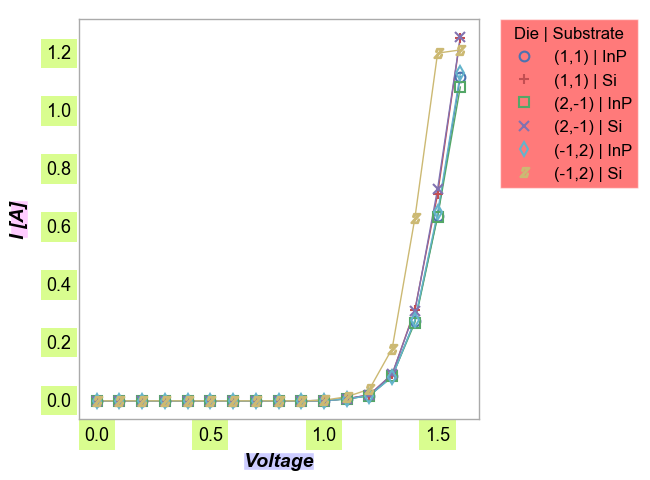 Die | Substrate
(1,1) | InP
(1,1) | Si
(2,-1) | InP
(2,-1) | Si
(-1,2) | InP
(-1,2) | Si
1.2
1.0
0.8
0.6
0.4
0.2
0.0
I [A]
0.0 0.5 1.0 1.5
Voltage